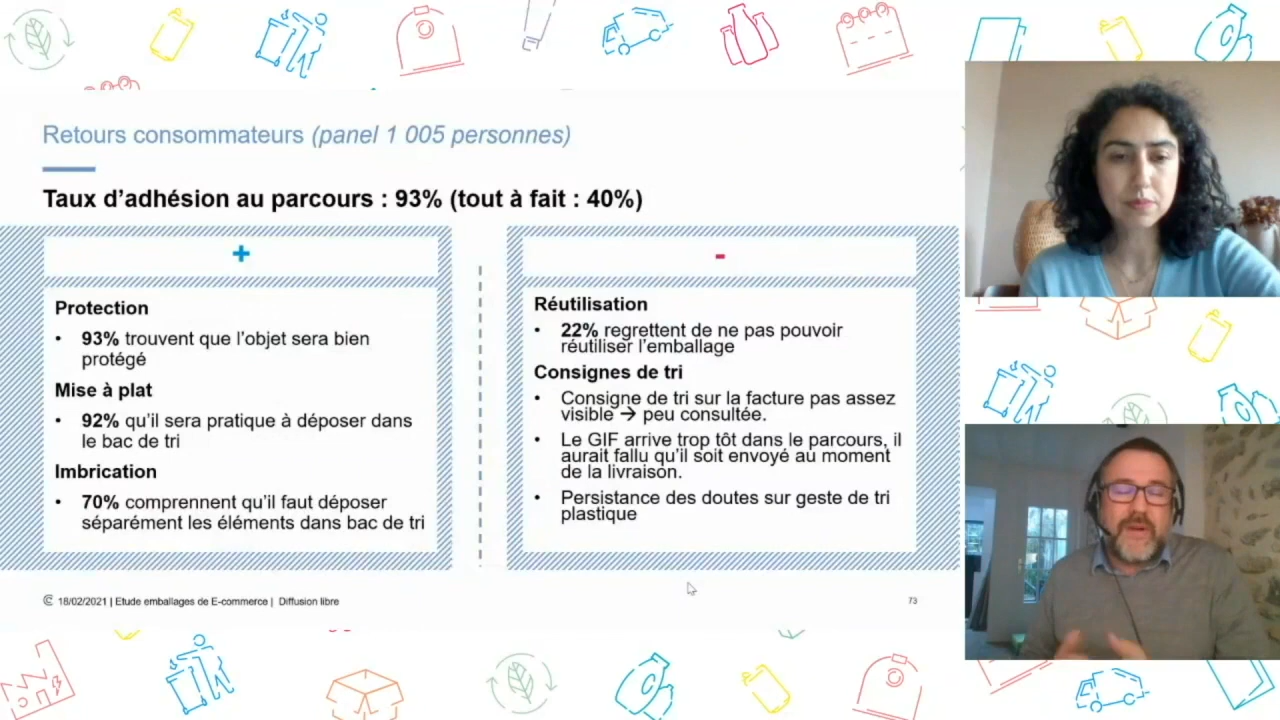 Retours consommateurs (panel 1 005 personnes)
Taux d'adhésion au parcours : 93% (tout à fait : 40%)
+
Protection
• 93% trouvent que l'objet sera bien
protégé
Mise à plat
• 92% qu'il sera pratique à déposer dans
le bac de tri
Imbrication
• 70% comprennent qu'il faut déposer
séparément les éléments dans bac de tri
-
Réutilisation
• 22% regrettent de ne pas pouvoir
réutiliser l'emballage
Consignes de tri
• Consigne de tri sur la facture pas assez
visible → peu consultée.
• Le GIF arrive trop tôt dans le parcours, il
aurait fallu qu'il soit envoyé au moment
de la livraison.
• Persistance des doutes sur geste de tri
plastique
18/02/2021 | Etude emballages de E-commerce | Diffusion libre
73